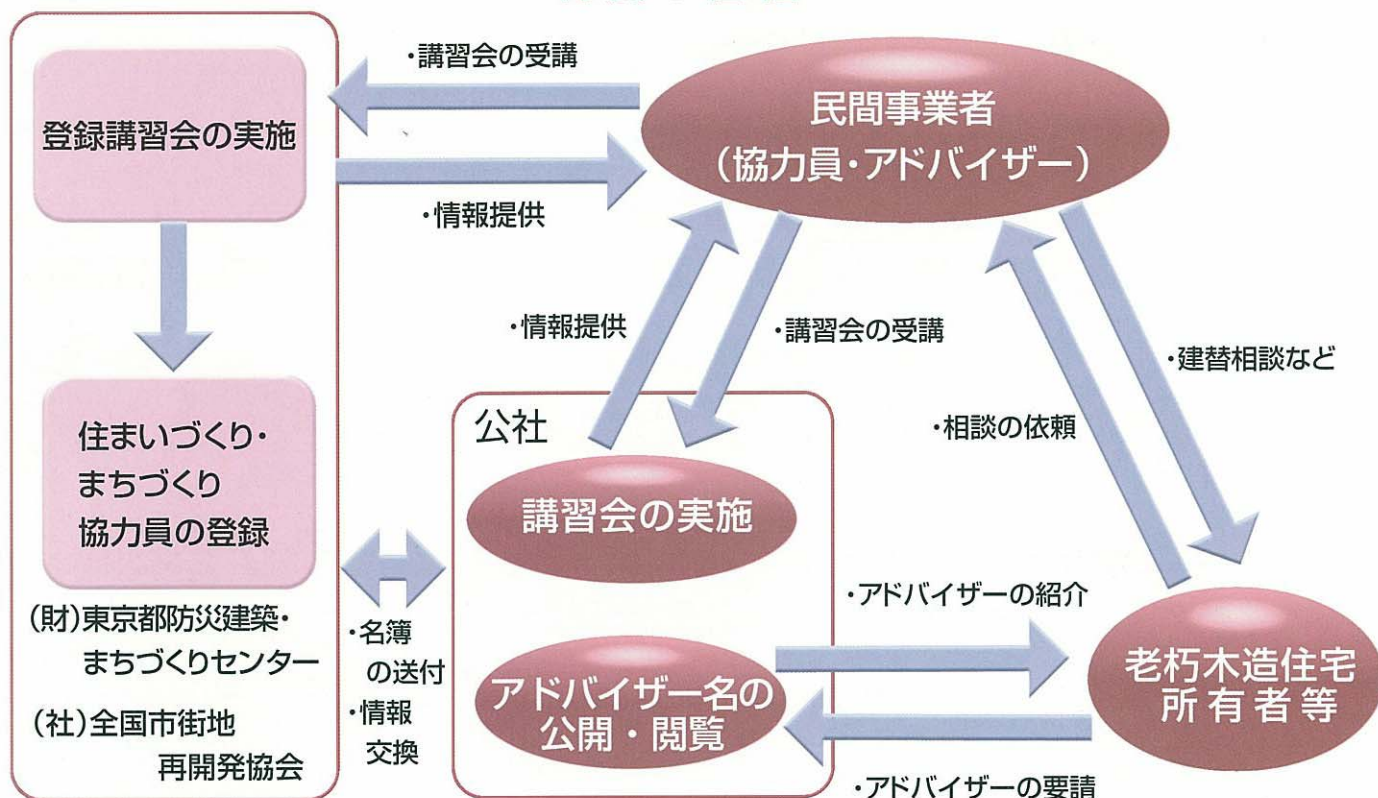 ・講習会の受講
民間事業者
（協力員・アドバイザー）
登録講習会の実施
・情報提供
・情報提供
・講習会の受講
・建替相談など
・相談の依頼
住まいづくり・
まちづくり
協力員の登録
公社
講習会の実施
（財）東京都防災建築・
まちづくりセンター
（社）全国市街地
再開発協会
・名簿
の送付
・情報
交換
アドバイザー名の
公開・閲覧
・アドバイザーの紹介
老朽木造住宅
所有者等
・アドバイザーの要請